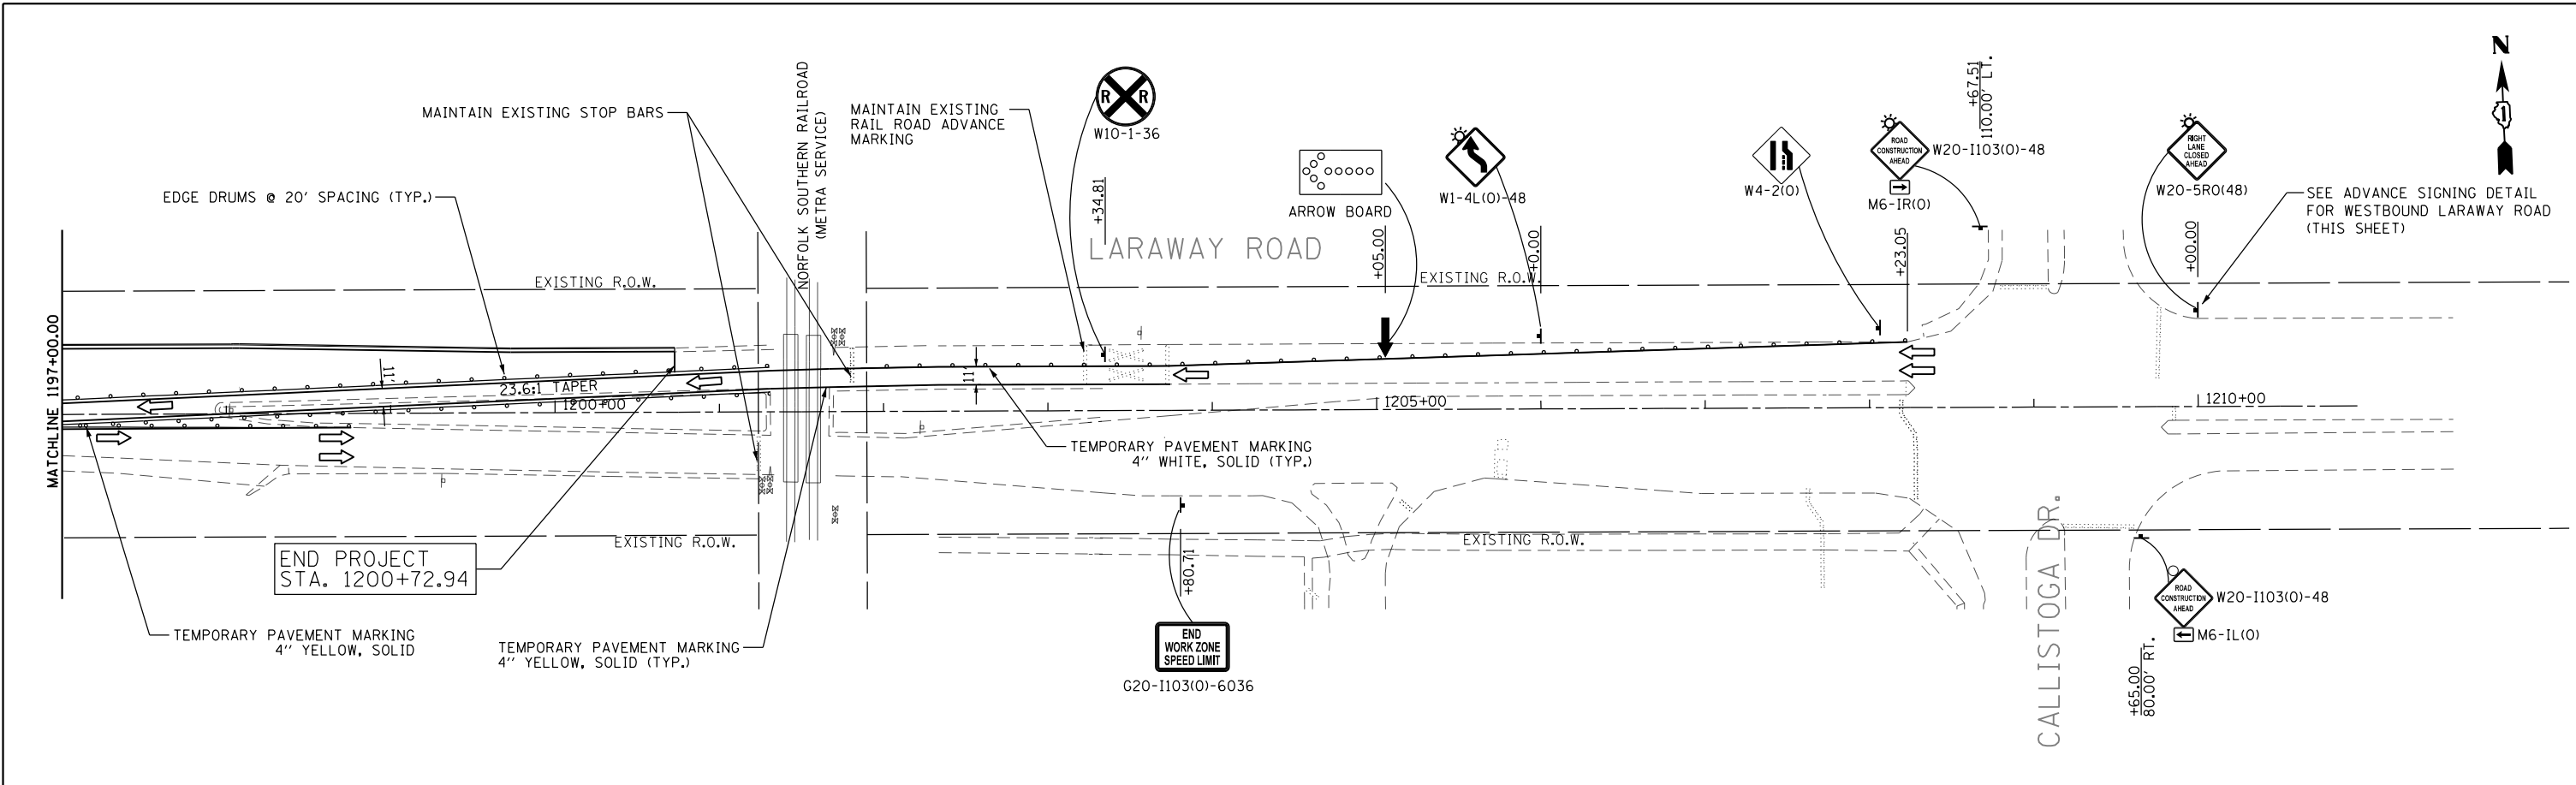 MAINTAIN EXISTING STOP BARS
NORFOLK SOUTHERN RAILROAD
(METRA SERVICE)
MAINTAIN EXISTING
RAIL ROAD ADVANCE
MARKING
R R
W10-1-36
+34.81
ARROW BOARD
+05.00
W1-4L(O)-48
+0.00
W4-2(O)
ROAD
CONSTRUCTION
AHEAD
W20-I103(O)-48
M6-IR(O)
+67.51
110.00' LT.
+23.05
RIGHT
LANE
CLOSED
AHEAD
W20-5RO(48)
+00.00
SEE ADVANCE SIGNING DETAIL
FOR WESTBOUND LARAWAY ROAD
(THIS SHEET)
N
1
EDGE DRUMS @ 20' SPACING (TYP.)
LARAWAY ROAD
EXISTING R.O.W.
EXISTING R.O.W.
MATCHLINE 1197+00.00
11'
23.6:1 TAPER
11'
1200+00
1205+00
1210+00
TEMPORARY PAVEMENT MARKING
4" WHITE, SOLID (TYP.)
EXISTING R.O.W.
EXISTING R.O.W.
END PROJECT
STA. 1200+72.94
TEMPORARY PAVEMENT MARKING
4" YELLOW, SOLID
TEMPORARY PAVEMENT MARKING
4" YELLOW, SOLID (TYP.)
+80.71
END
WORK ZONE
SPEED LIMIT
G20-I103(O)-6036
CALLISTOGA DR.
ROAD
CONSTRUCTION
AHEAD
W20-I103(O)-48
M6-IL(O)
+65.00
80.00' RT.